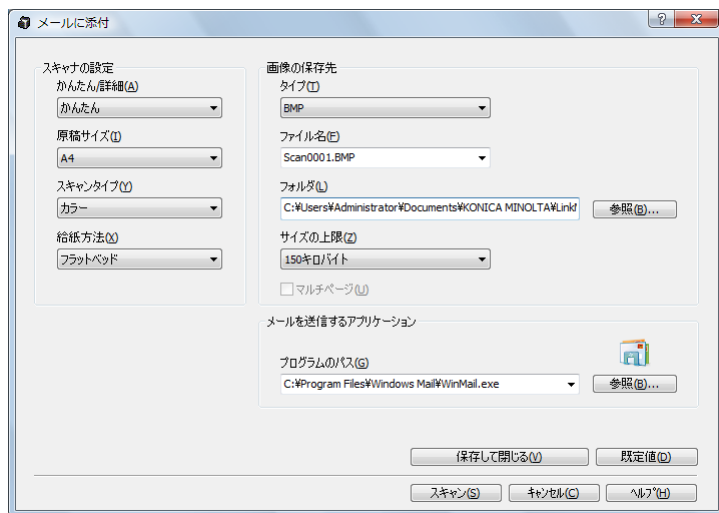 メールに添付
スキャナの設定
かんたん/詳細(A)
かんたん
原稿サイズ(I)
A4
スキャンタイプ(Y)
カラー
給紙方法(X)
フラットベッド
画像の保存先
タイプ(T)
BMP
ファイル名(F)
Scan0001.BMP
フォルダ(L)
C:¥Users¥Administrator¥Documents¥KONICA MINOLTA¥Linkl
参照(B)...
サイズの上限(Z)
150キロバイト
マルチページ(U)
メールを送信するアプリケーション
プログラムのパス(G)
C:¥Program Files¥Windows Mail¥WinMail.exe
参照(B)...
保存して閉じる(V)
既定値(D)
スキャン(S)
キャンセル(C)
ヘルプ(H)